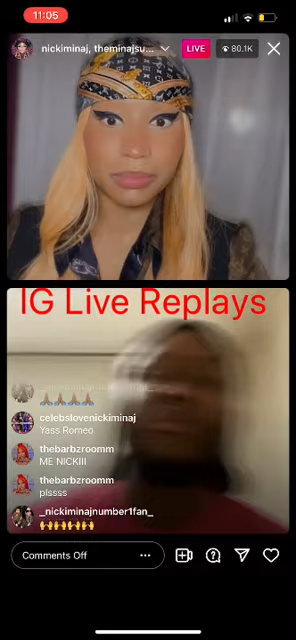 11:05
nickiminaj, theminajsu...
LIVE
80.1K
IG Live Replays
celebslovenickiminaj
Yass Romeo
thebarbzroomm
ME NICKIII
thebarbzroomm
plssss
_nickiminajnumber1fan_
Comments Off